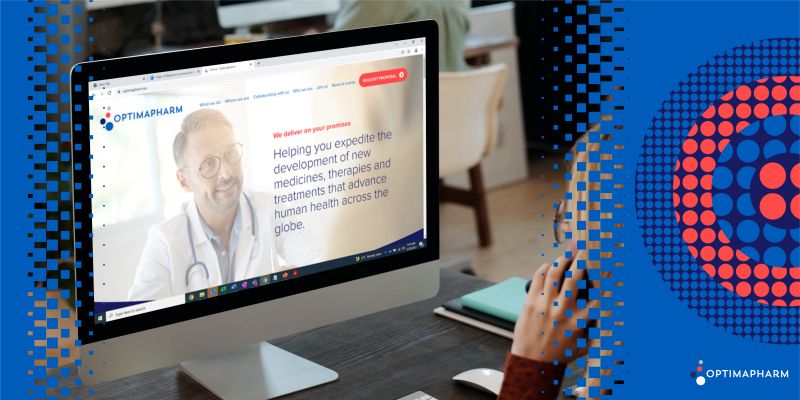 optimapharm.eu
OPTIMAPHARM
What we do Where we are Collaborating with us Who we are Join us News & events
REQUEST PROPOSAL
We deliver on your promises
Helping you expedite the
development of new
medicines, therapies and
treatments that advance
human health across the
globe.
Type here to search
OPTIMAPHARM